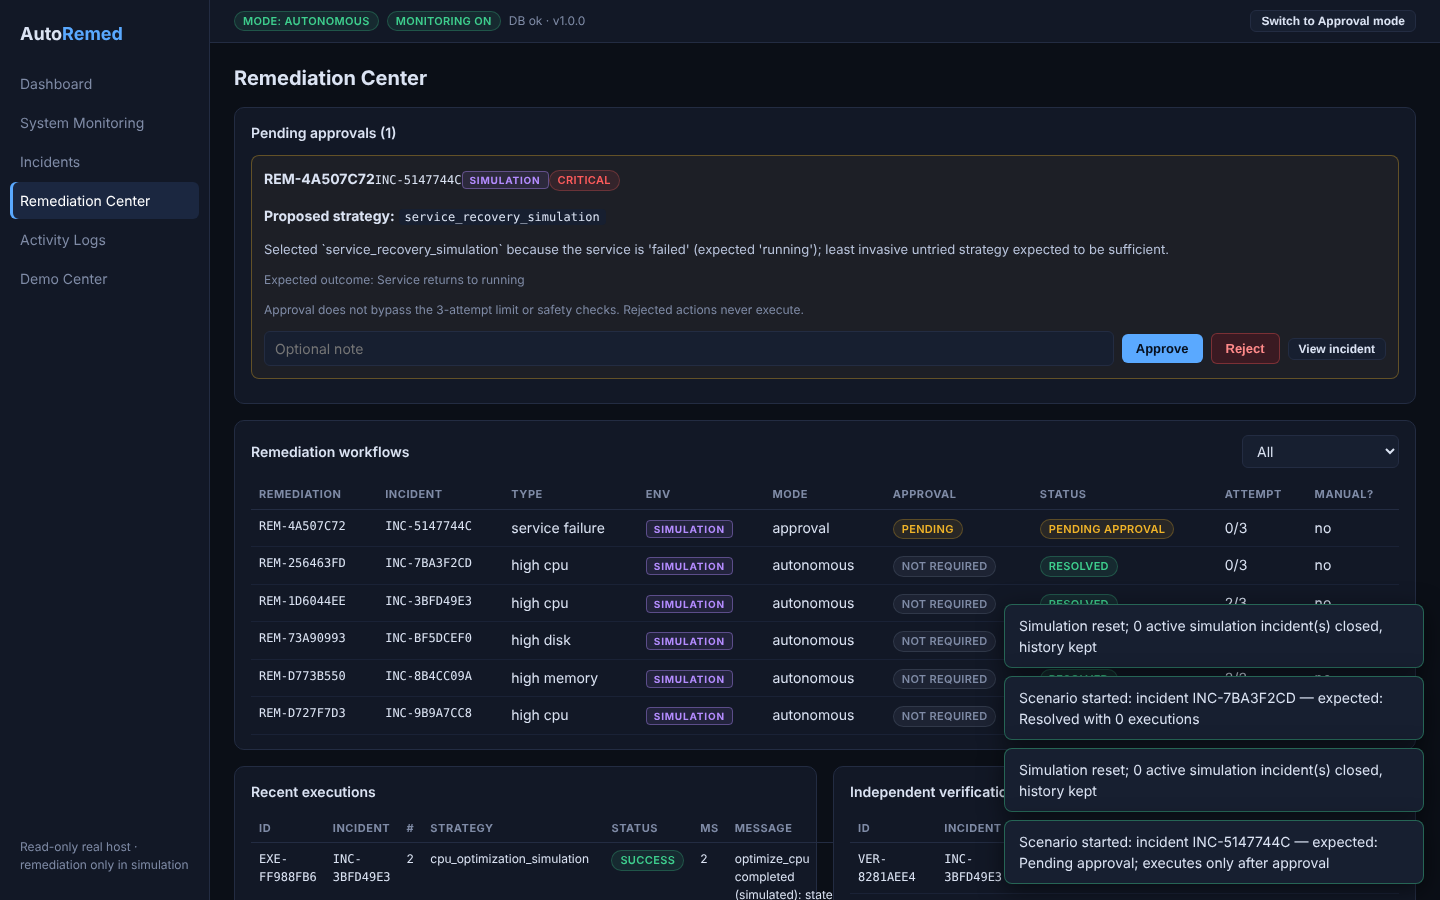 AutoRemed
Dashboard
System Monitoring
Incidents
Remediation Center
Activity Logs
Demo Center
Read-only real host ·
remediation only in simulation
MODE: AUTONOMOUS MONITORING ON DB ok · v1.0.0 Switch to Approval mode
Remediation Center
Pending approvals (1)
REM-4A507C72 INC-5147744C SIMULATION CRITICAL
Proposed strategy: service_recovery_simulation
Selected `service_recovery_simulation` because the service is 'failed' (expected 'running'); least invasive untried strategy expected to be sufficient.
Expected outcome: Service returns to running
Approval does not bypass the 3-attempt limit or safety checks. Rejected actions never execute.
Optional note Approve Reject View incident
Remediation workflows All
REMEDIATION INCIDENT TYPE ENV MODE APPROVAL STATUS ATTEMPT MANUAL?
REM-4A507C72 INC-5147744C service failure SIMULATION approval PENDING PENDING APPROVAL 0/3 no
REM-256463FD INC-7BA3F2CD high cpu SIMULATION autonomous NOT REQUIRED RESOLVED 0/3 no
REM-1D6044EE INC-3BFD49E3 high cpu SIMULATION autonomous NOT REQUIRED RESOLVED 2/3 no
REM-73A90993 INC-BF5DCEF0 high disk SIMULATION autonomous NOT REQUIRED
REM-D773B550 INC-8B4CC09A high memory SIMULATION autonomous NOT REQUIRED
REM-D727F7D3 INC-9B9A7CC8 high cpu SIMULATION autonomous NOT REQUIRED
Simulation reset; 0 active simulation incident(s) closed,
history kept
Scenario started: incident INC-7BA3F2CD — expected:
Resolved with 0 executions
Simulation reset; 0 active simulation incident(s) closed,
history kept
Scenario started: incident INC-5147744C — expected:
Pending approval; executes only after approval
Recent executions
ID INCIDENT # STRATEGY STATUS MS MESSAGE
EXE- INC- 2 cpu_optimization_simulation SUCCESS 2 optimize_cpu
FF988FB6 3BFD49E3 completed
(simulated): state
Independent
ID INCIDENT
VER- INC-
8281AEE4 3BFD49E3